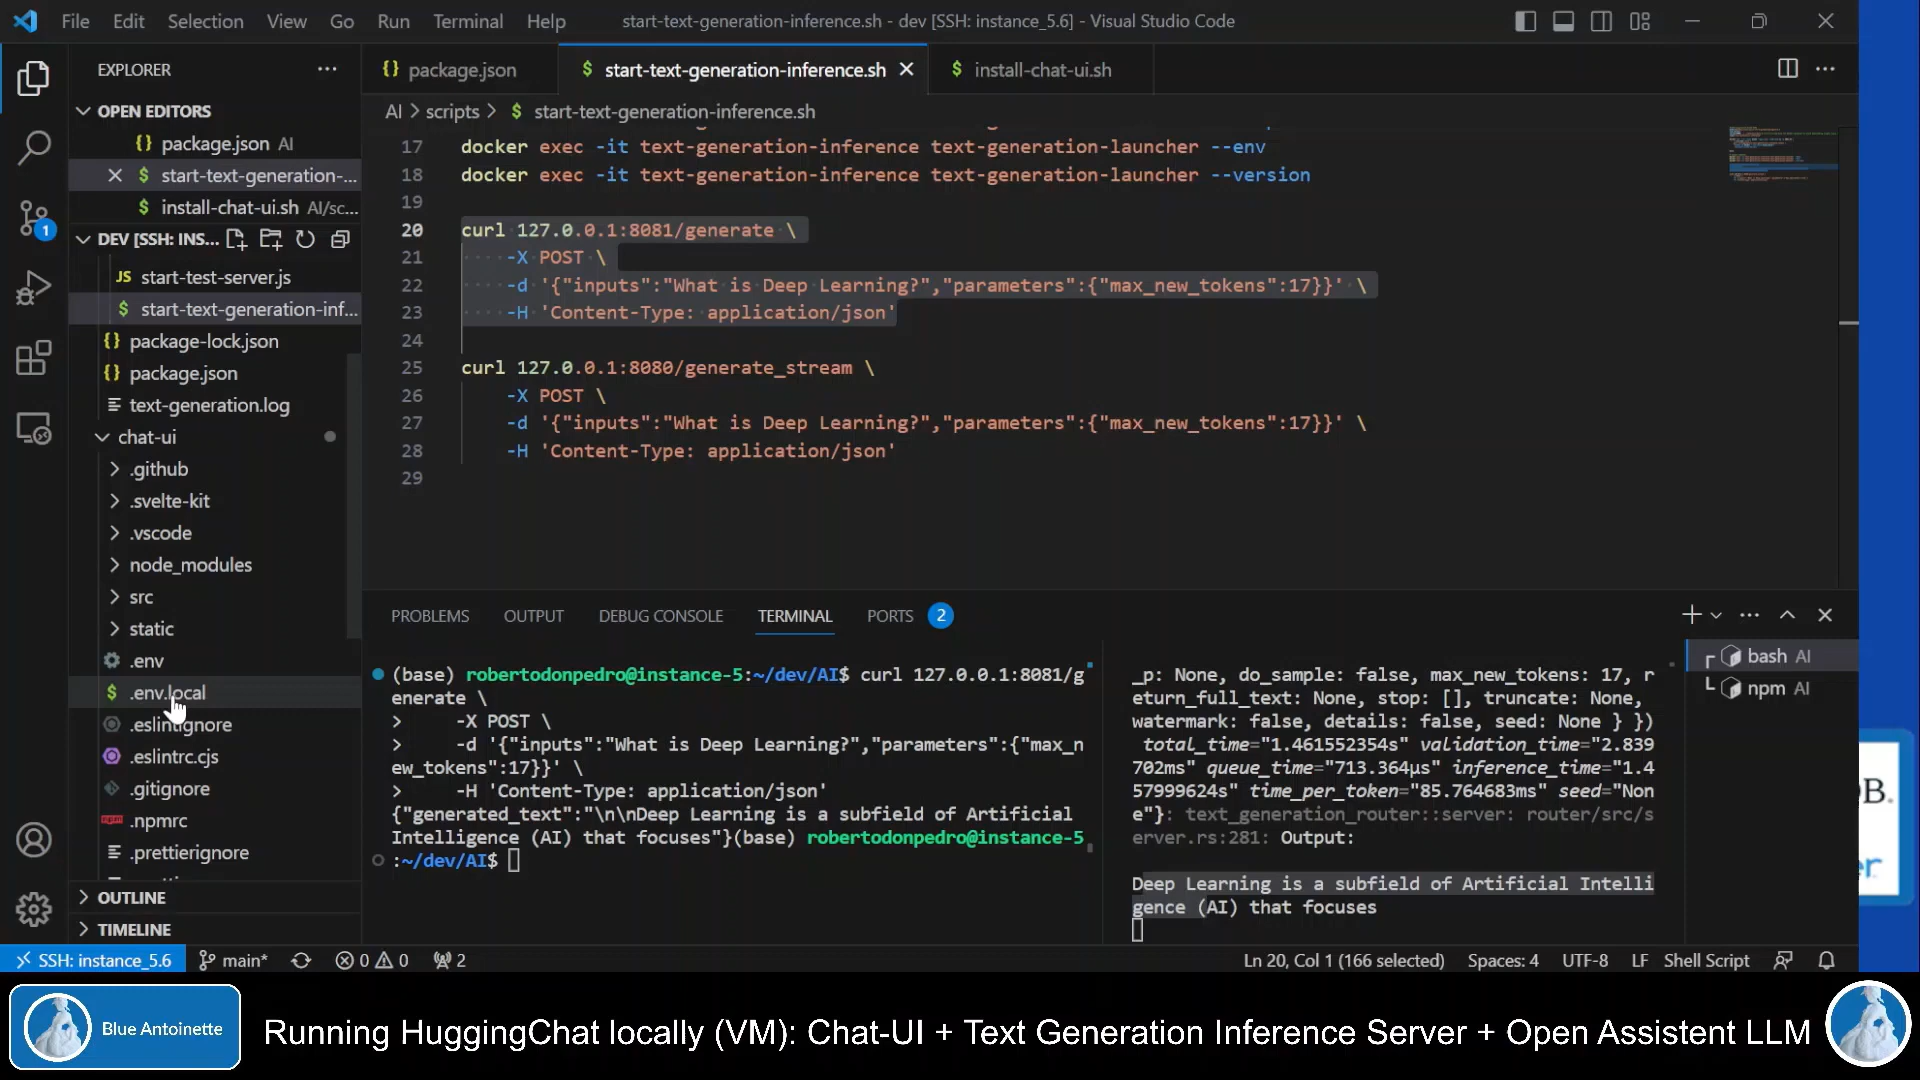 File Edit Selection View Go Run Terminal Help
start-text-generation-inference.sh - dev [SSH: instance_5.6] - Visual Studio Code
EXPLORER
OPEN EDITORS
{} package.json AI
$ start-text-generation-...
$ install-chat-ui.sh AI/sc...
DEV [SSH: INS...
JS start-test-server.js
$ start-text-generation-inf...
{} package-lock.json
{} package.json
text-generation.log
chat-ui
.github
.svelte-kit
.vscode
node_modules
src
static
.env
$ .env.local
.eslintignore
.eslintrc.cjs
.gitignore
.npmrc
.prettierignore
OUTLINE
TIMELINE
1
{} package.json
$ start-text-generation-inference.sh
$ install-chat-ui.sh
AI > scripts > $ start-text-generation-inference.sh
17 docker exec -it text-generation-inference text-generation-launcher --env
18 docker exec -it text-generation-inference text-generation-launcher --version
19
20 curl 127.0.0.1:8081/generate \
21 -X POST \
22 -d '{"inputs":"What is Deep Learning?","parameters":{"max_new_tokens":17}}' \
23 -H 'Content-Type: application/json'
24
25 curl 127.0.0.1:8080/generate_stream \
26 -X POST \
27 -d '{"inputs":"What is Deep Learning?","parameters":{"max_new_tokens":17}}' \
28 -H 'Content-Type: application/json'
29
PROBLEMS OUTPUT DEBUG CONSOLE TERMINAL PORTS 2
(base) robertodonpedro@instance-5:~/dev/AI$ curl 127.0.0.1:8081/g
enerate \
> -X POST \
> -d '{"inputs":"What is Deep Learning?","parameters":{"max_n
ew_tokens":17}}' \
> -H 'Content-Type: application/json'
{"generated_text":"\n\nDeep Learning is a subfield of Artificial
Intelligence (AI) that focuses"}(base) robertodonpedro@instance-5
:~/dev/AI$
_p: None, do_sample: false, max_new_tokens: 17, r
eturn_full_text: None, stop: [], truncate: None,
watermark: false, details: false, seed: None } })
total_time="1.461552354s" validation_time="2.839
702ms" queue_time="713.364µs" inference_time="1.4
57999624s" time_per_token="85.764683ms" seed="Non
e"}: text_generation_router::server: router/src/s
erver.rs:281: Output:
Deep Learning is a subfield of Artificial Intelli
gence (AI) that focuses
bash AI
npm AI
SSH: instance_5.6
main*
0 0
2
Ln 20, Col 1 (166 selected)
Spaces: 4
UTF-8
LF
Shell Script
Blue Antoinette
Running HuggingChat locally (VM): Chat-UI + Text Generation Inference Server + Open Assistent LLM